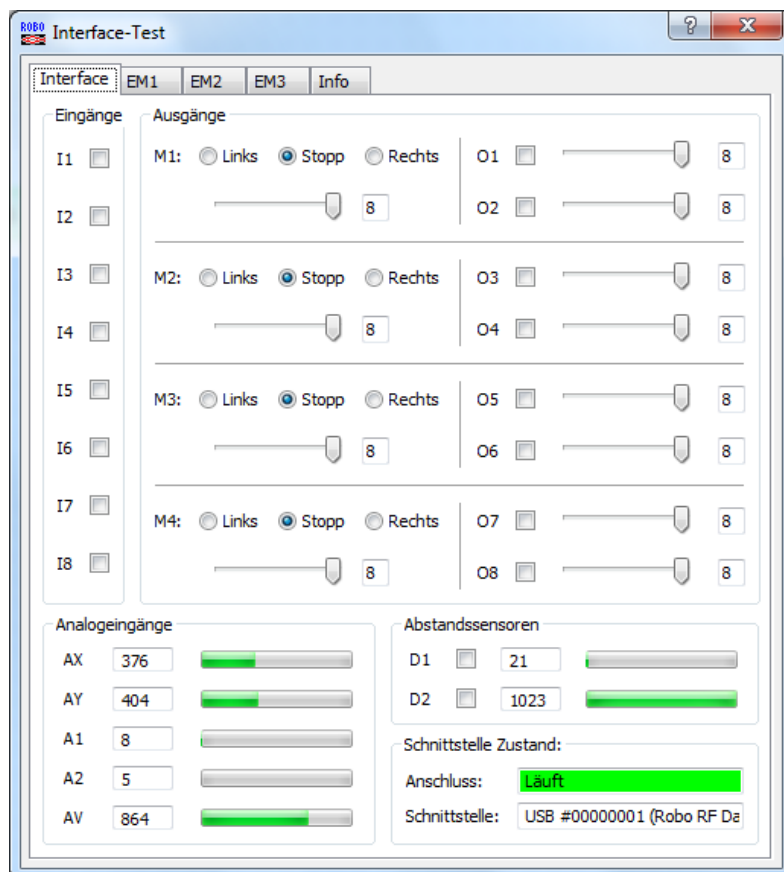 ROBO Interface-Test ?
Interface EM1 EM2 EM3 Info
Eingänge
I1
I2
I3
I4
I5
I6
I7
I8
Ausgänge
M1: Links Stopp Rechts O1 8
8 O2 8
M2: Links Stopp Rechts O3 8
8 O4 8
M3: Links Stopp Rechts O5 8
8 O6 8
M4: Links Stopp Rechts O7 8
8 O8 8
Analogeingänge
AX 376
AY 404
A1 8
A2 5
AV 864
Abstandssensoren
D1 21
D2 1023
Schnittstelle Zustand:
Anschluss: Läuft
Schnittstelle: USB #00000001 (Robo RF Da